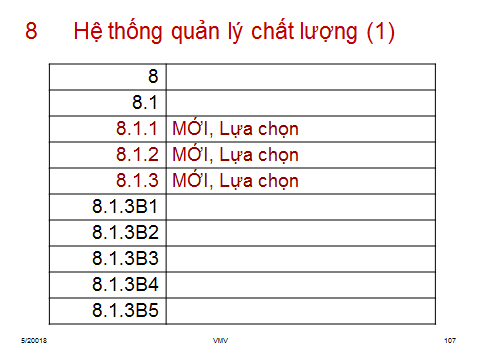 8 Hệ thống quản lý chất lượng (1)
8
8.1
8.1.1 MỚI, Lựa chọn
8.1.2 MỚI, Lựa chọn
8.1.3 MỚI, Lựa chọn
8.1.3B1
8.1.3B2
8.1.3B3
8.1.3B4
8.1.3B5
5/20018 VMV 107